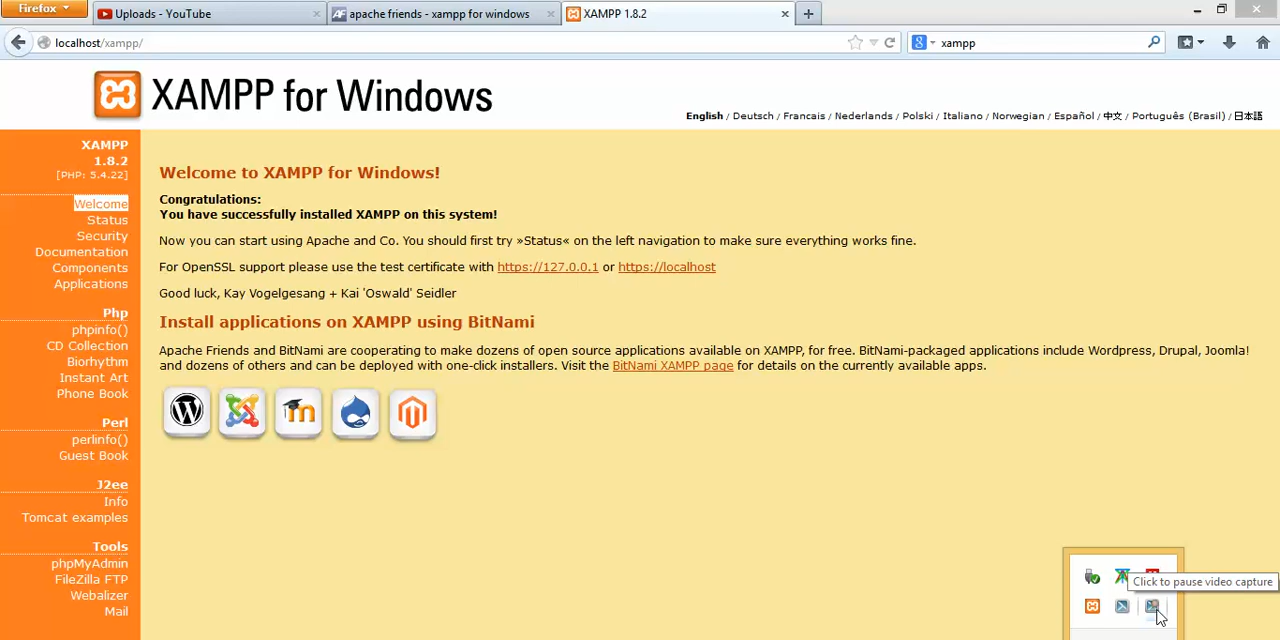 Firefox
Uploads - YouTube
apache friends - xampp for windows
XAMPP 1.8.2
localhost/xampp/
xampp
XAMPP for Windows
English / Deutsch / Francais / Nederlands / Polski / Italiano / Norwegian / Español / 中文 / Português (Brasil) / 日本語
XAMPP
1.8.2
[PHP: 5.4.22]
Welcome
Status
Security
Documentation
Components
Applications
Php
phpinfo()
CD Collection
Biorhythm
Instant Art
Phone Book
Perl
perlinfo()
Guest Book
J2ee
Info
Tomcat examples
Tools
phpMyAdmin
FileZilla FTP
Webalizer
Mail
Welcome to XAMPP for Windows!
Congratulations:
You have successfully installed XAMPP on this system!
Now you can start using Apache and Co. You should first try »Status« on the left navigation to make sure everything works fine.
For OpenSSL support please use the test certificate with https://127.0.0.1 or https://localhost
Good luck, Kay Vogelgesang + Kai 'Oswald' Seidler
Install applications on XAMPP using BitNami
Apache Friends and BitNami are cooperating to make dozens of open source applications available on XAMPP, for free. BitNami-packaged applications include Wordpress, Drupal, Joomla!
and dozens of others and can be deployed with one-click installers. Visit the BitNami XAMPP page for details on the currently available apps.
Click to pause video capture